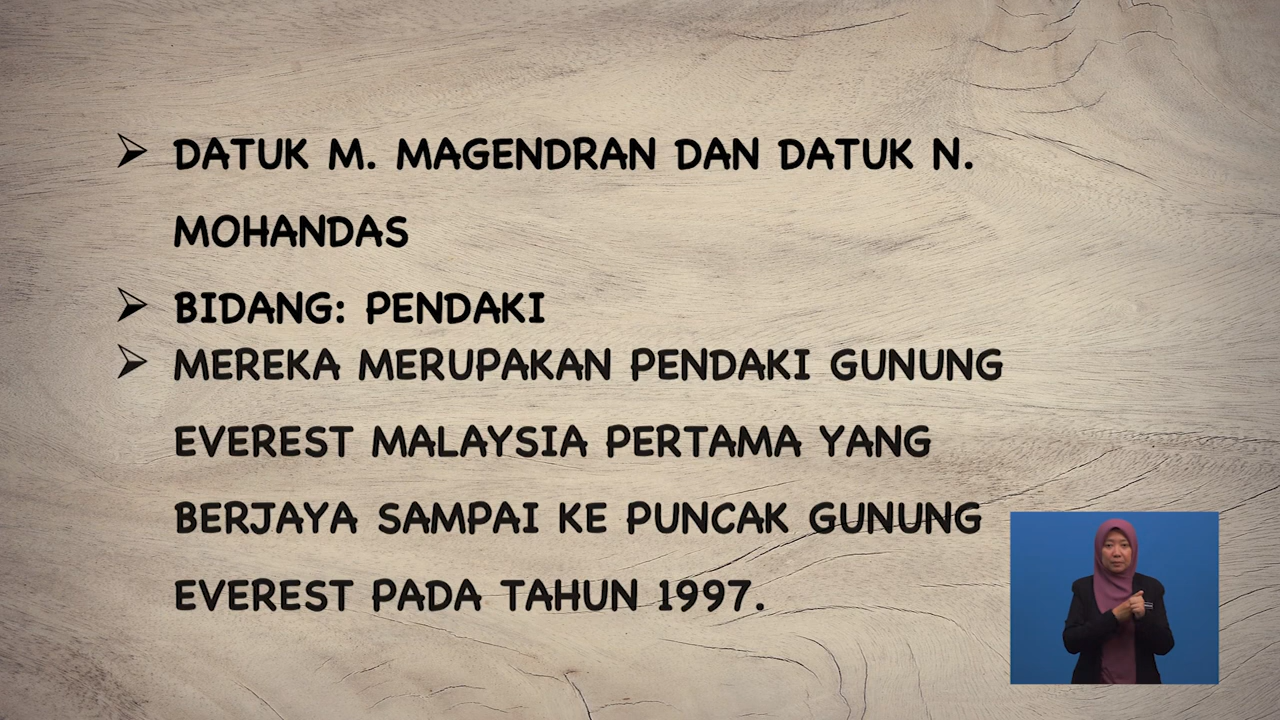 ➢ DATUK M. MAGENDRAN DAN DATUK N.
MOHANDAS
➢ BIDANG: PENDAKI
➢ MEREKA MERUPAKAN PENDAKI GUNUNG
EVEREST MALAYSIA PERTAMA YANG
BERJAYA SAMPAI KE PUNCAK GUNUNG
EVEREST PADA TAHUN 1997.